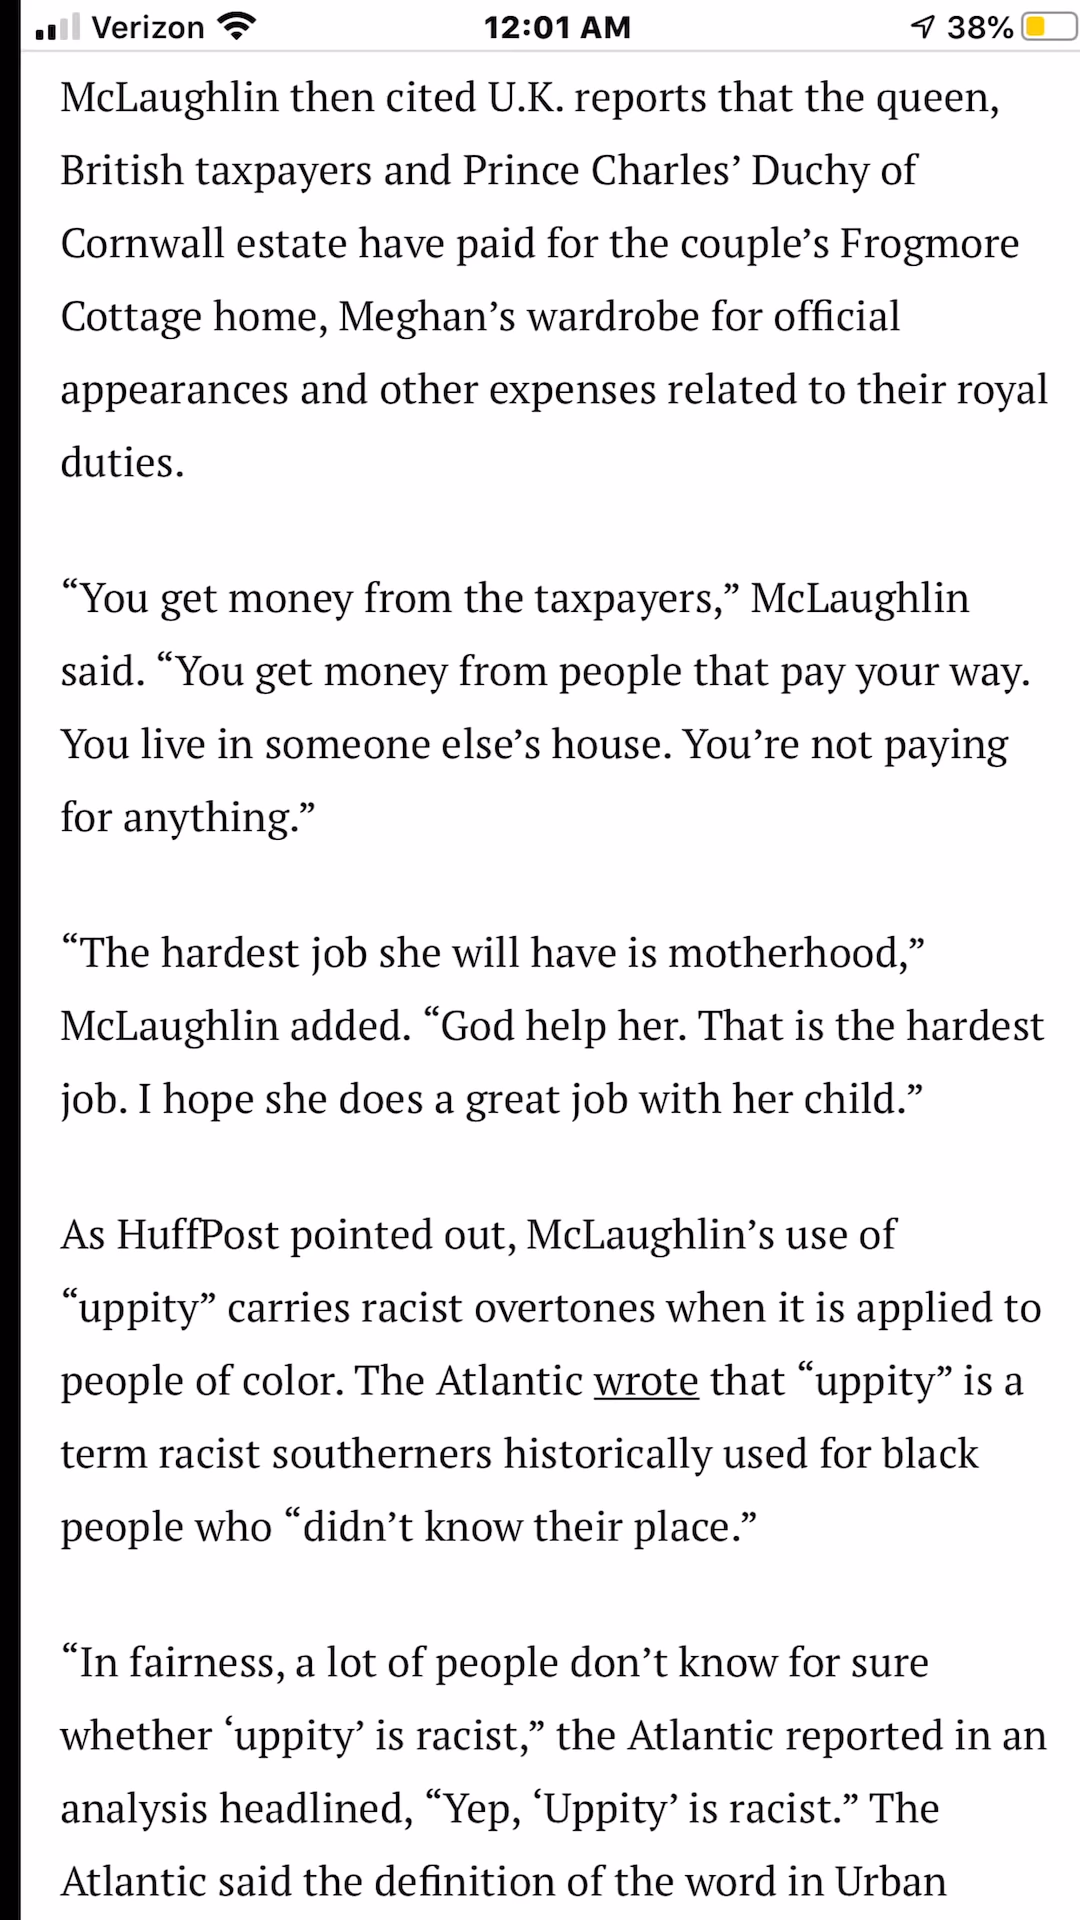 Verizon 12:01 AM 38%
McLaughlin then cited U.K. reports that the queen,
British taxpayers and Prince Charles’ Duchy of
Cornwall estate have paid for the couple’s Frogmore
Cottage home, Meghan’s wardrobe for official
appearances and other expenses related to their royal
duties.
“You get money from the taxpayers,” McLaughlin
said. “You get money from people that pay your way.
You live in someone else’s house. You’re not paying
for anything.”
“The hardest job she will have is motherhood,”
McLaughlin added. “God help her. That is the hardest
job. I hope she does a great job with her child.”
As HuffPost pointed out, McLaughlin’s use of
“uppity” carries racist overtones when it is applied to
people of color. The Atlantic wrote that “uppity” is a
term racist southerners historically used for black
people who “didn’t know their place.”
“In fairness, a lot of people don’t know for sure
whether ‘uppity’ is racist,” the Atlantic reported in an
analysis headlined, “Yep, ‘Uppity’ is racist.” The
Atlantic said the definition of the word in Urban